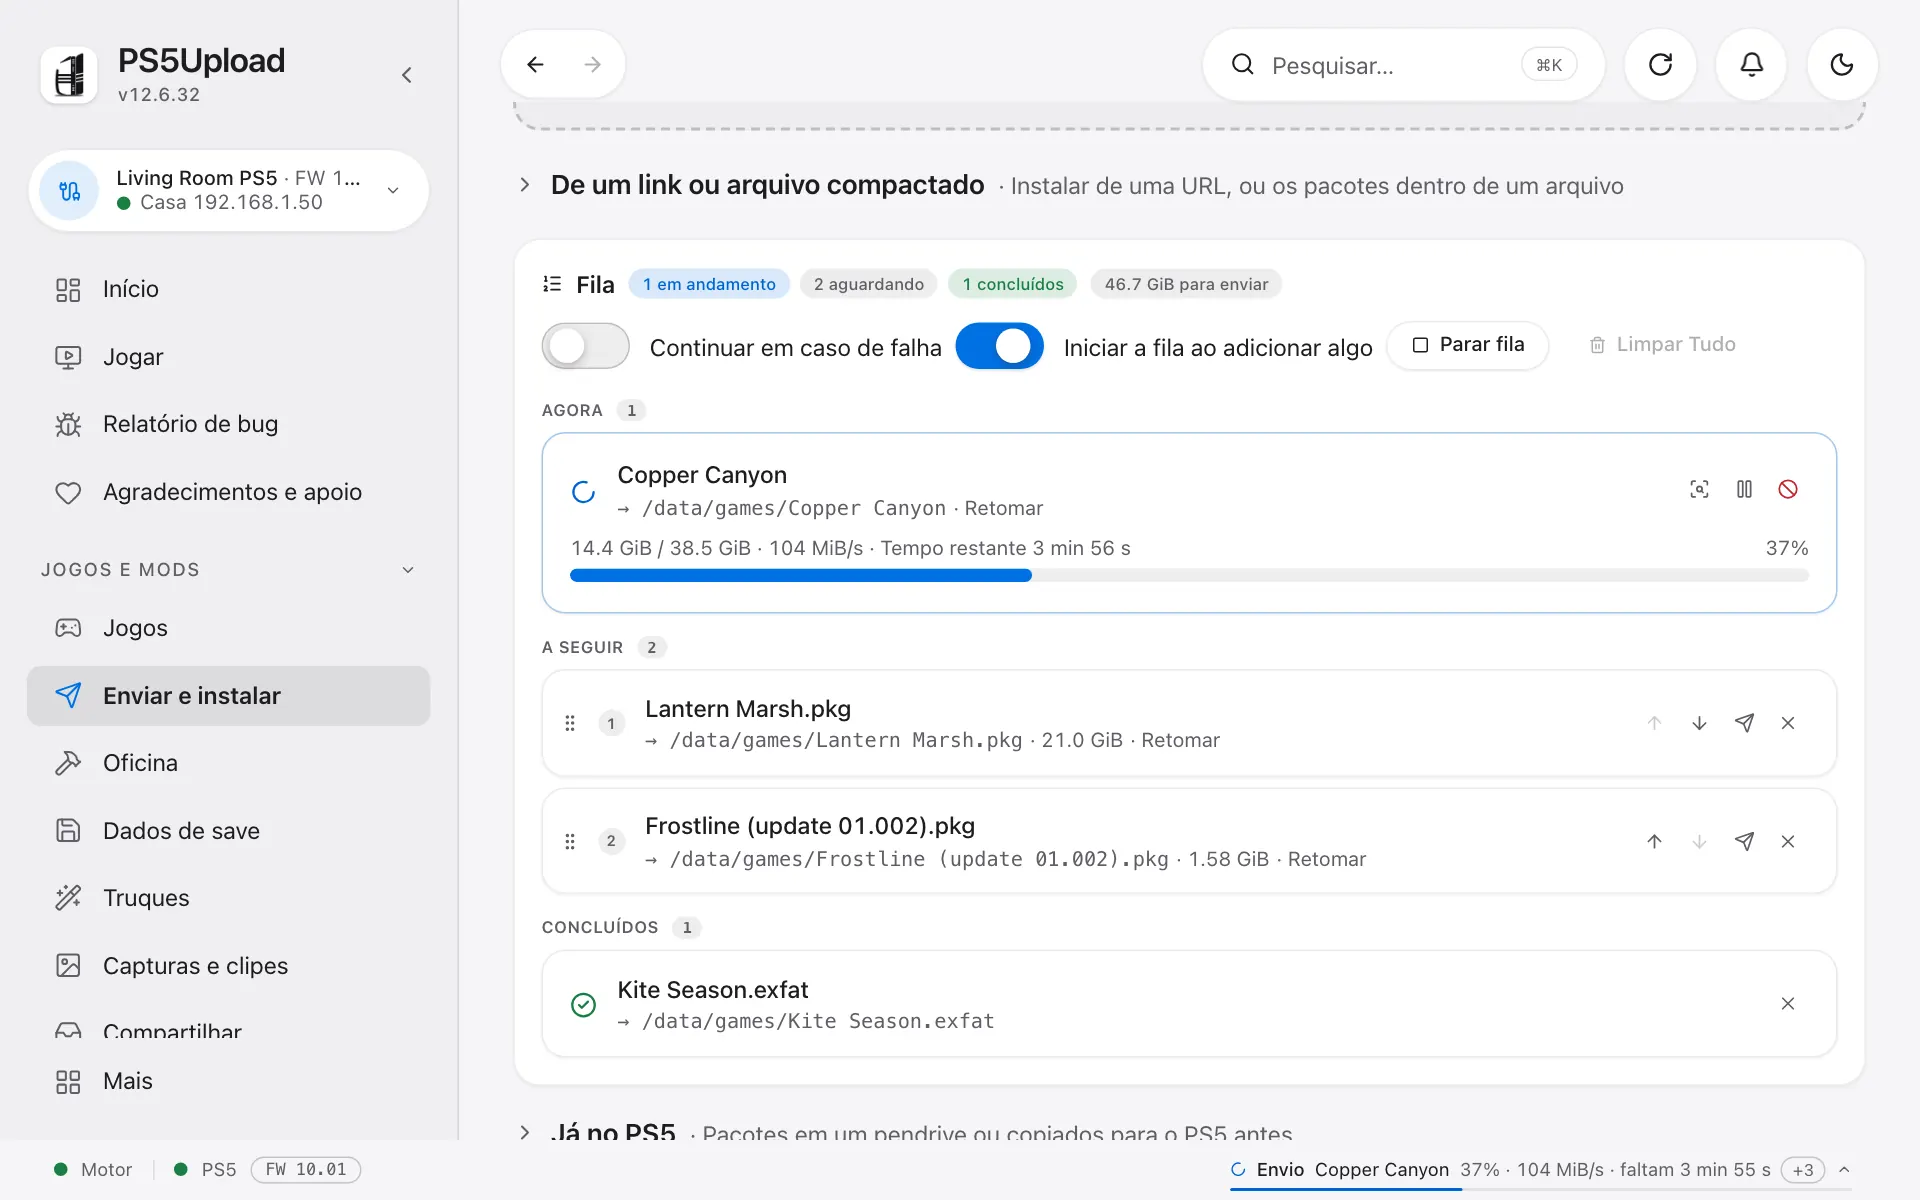 PS5Upload
v12.6.32
Living Room PS5 · FW 1...
Casa 192.168.1.50
Início
Jogar
Relatório de bug
Agradecimentos e apoio
JOGOS E MODS
Jogos
Enviar e instalar
Oficina
Dados de save
Truques
Capturas e clipes
Compartilhar
Mais
Pesquisar...
⌘K
De um link ou arquivo compactado · Instalar de uma URL, ou os pacotes dentro de um arquivo
Fila
1 em andamento
2 aguardando
1 concluídos
46.7 GiB para enviar
Continuar em caso de falha
Iniciar a fila ao adicionar algo
Parar fila
Limpar Tudo
AGORA 1
Copper Canyon
→ /data/games/Copper Canyon · Retomar
14.4 GiB / 38.5 GiB · 104 MiB/s · Tempo restante 3 min 56 s
37%
A SEGUIR 2
1
Lantern Marsh.pkg
→ /data/games/Lantern Marsh.pkg · 21.0 GiB · Retomar
2
Frostline (update 01.002).pkg
→ /data/games/Frostline (update 01.002).pkg · 1.58 GiB · Retomar
CONCLUÍDOS 1
Kite Season.exfat
→ /data/games/Kite Season.exfat
Já no PS5 · Pacotes em um pendrive ou copiados para o PS5 antes
Motor
PS5
FW 10.01
Envio Copper Canyon 37% · 104 MiB/s · faltam 3 min 55 s +3